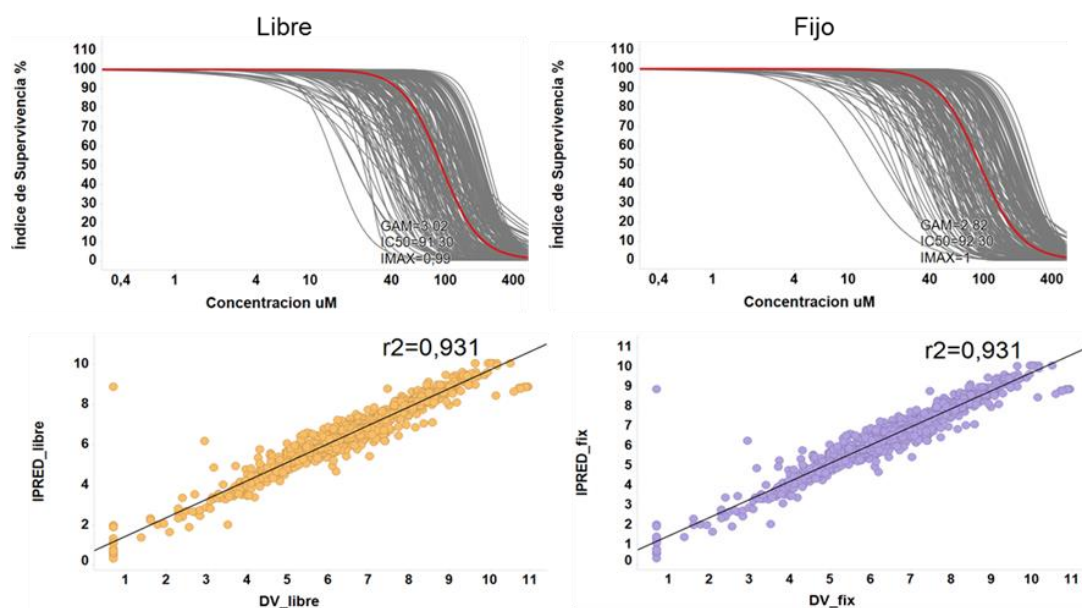 Libre
Fijo
110
100
90
80
70
60
50
40
30
20
10
0
Índice de Supervivencia %
GAM=3,02
IC50=91,30
IMAX=0,99
0,4 1 4 10 40 100 400
Concentracion uM
110
100
90
80
70
60
50
40
30
20
10
0
Índice de Supervivencia %
GAM=2,82
IC50=92,30
IMAX=1
0,4 1 4 10 40 100 400
Concentracion uM
r2=0,931
10
8
6
4
2
0
IPRED_libre
1 2 3 4 5 6 7 8 9 10 11
DV_libre
r2=0,931
11
10
9
8
7
6
5
4
3
2
1
0
IPRED_fix
1 2 3 4 5 6 7 8 9 10 11
DV_fix